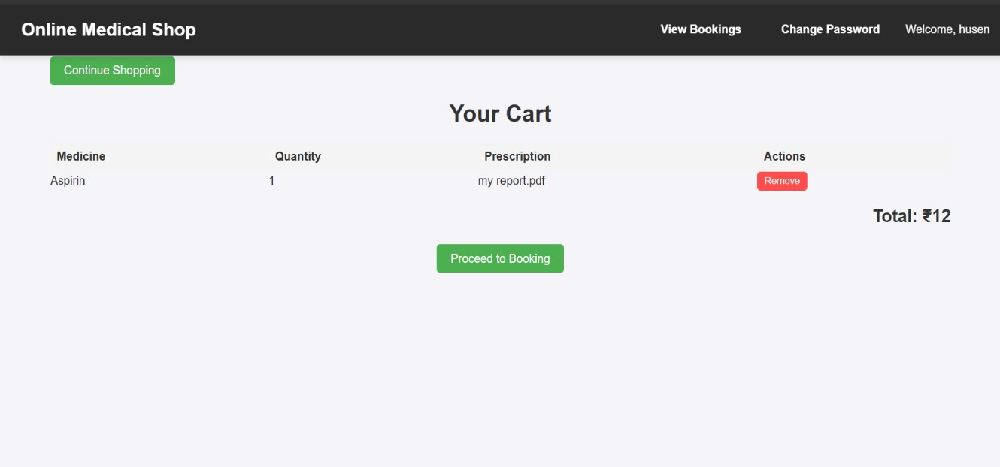 Online Medical Shop View Bookings Change Password Welcome, husen
Continue Shopping
Your Cart
Medicine Quantity Prescription Actions
Aspirin 1 my report.pdf Remove
Total: ₹12
Proceed to Booking